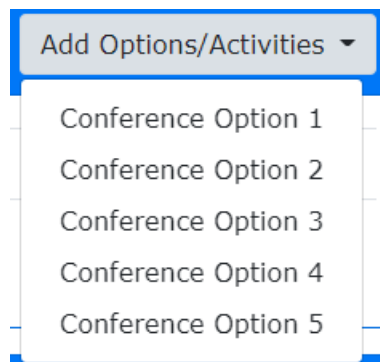 Add Options/Activities
Conference Option 1
Conference Option 2
Conference Option 3
Conference Option 4
Conference Option 5